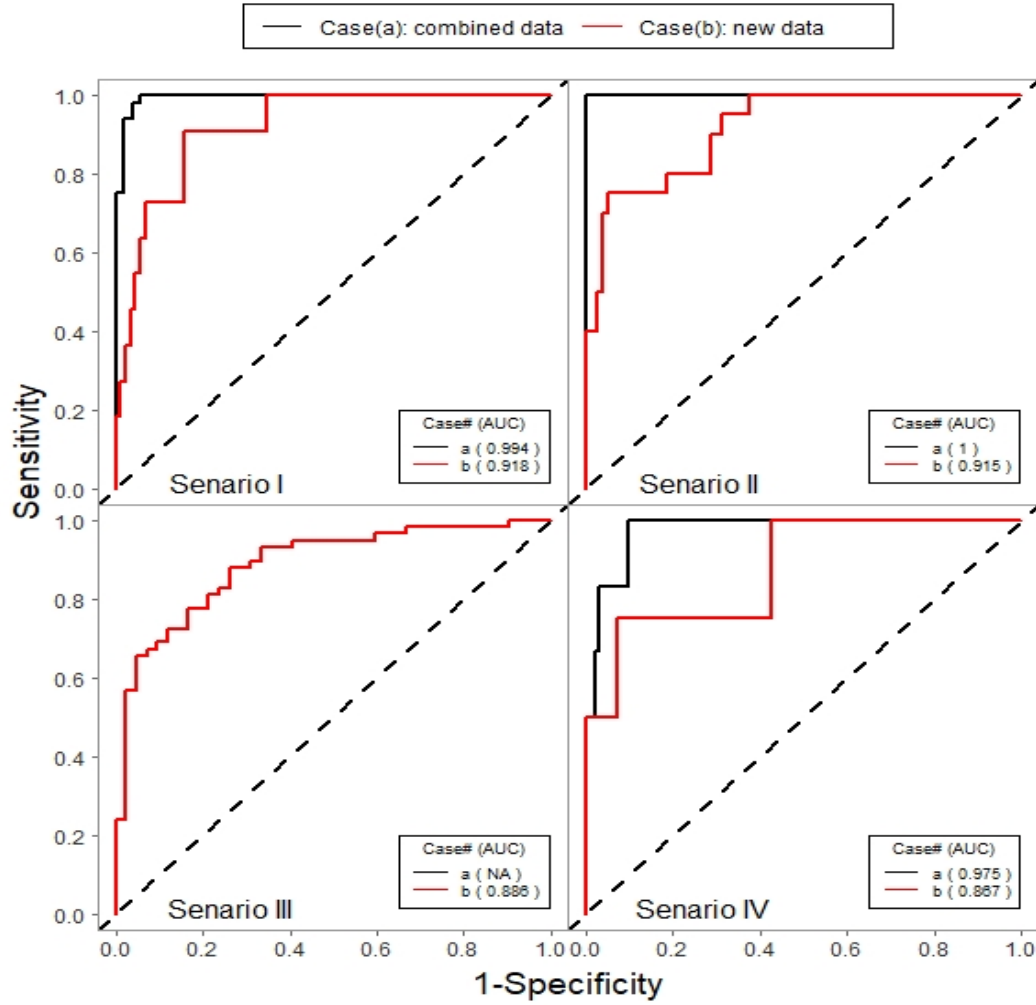 Case(a): combined data Case(b): new data
1.0
0.8
0.6
0.4
0.2
0.0
Case# (AUC)
a ( 0.994 )
b ( 0.918 )
Senario I
Case# (AUC)
a ( 1 )
b ( 0.915 )
Senario II
Sensitivity
1.0
0.8
0.6
0.4
0.2
0.0
Case# (AUC)
a ( NA )
b ( 0.886 )
Senario III
Case# (AUC)
a ( 0.975 )
b ( 0.867 )
Senario IV
0.0 0.2 0.4 0.6 0.8 1.0 0.0 0.2 0.4 0.6 0.8 1.0
1-Specificity